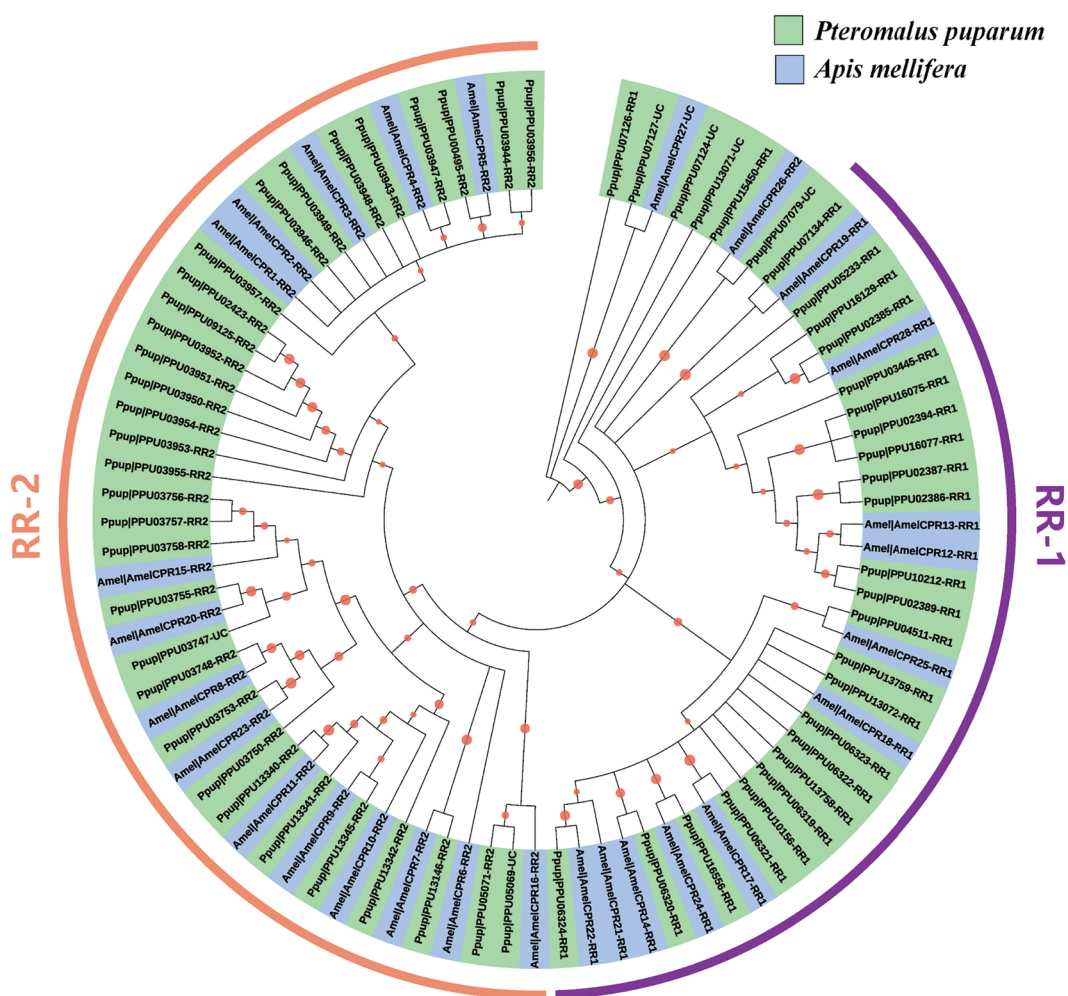 Pteromalus puparum
Apis mellifera
RR-2
RR-1
Ppup|PPU07126-RR1
Ppup|PPU07127-UC
Amel|AmelCPR27-UC
Ppup|PPU07124-UC
Ppup|PPU13071-UC
Ppup|PPU15450-RR1
Amel|AmelCPR26-RR2
Ppup|PPU07079-UC
Ppup|PPU07134-RR1
Amel|AmelCPR19-RR1
Ppup|PPU05233-RR1
Ppup|PPU16129-RR1
Ppup|PPU02385-RR1
Amel|AmelCPR28-RR1
Ppup|PPU03445-RR1
Ppup|PPU16075-RR1
Ppup|PPU02394-RR1
Ppup|PPU16077-RR1
Ppup|PPU02387-RR1
Ppup|PPU02386-RR1
Amel|AmelCPR13-RR1
Amel|AmelCPR12-RR1
Ppup|PPU10212-RR1
Ppup|PPU02389-RR1
Ppup|PPU04511-RR1
Amel|AmelCPR25-RR1
Ppup|PPU13759-RR1
Ppup|PPU13072-RR1
Amel|AmelCPR18-RR1
Ppup|PPU06323-RR1
Ppup|PPU06322-RR1
Ppup|PPU13758-RR1
Ppup|PPU06319-RR1
Ppup|PPU10156-RR1
Ppup|PPU06321-RR1
Amel|AmelCPR17-RR1
Ppup|PPU16556-RR1
Amel|AmelCPR24-RR1
Ppup|PPU06320-RR1
Amel|AmelCPR14-RR1
Amel|AmelCPR21-RR1
Amel|AmelCPR22-RR1
Ppup|PPU06324-RR1
Amel|AmelCPR16-RR2
Ppup|PPU05069-UC
Ppup|PPU05071-RR2
Amel|AmelCPR6-RR2
Ppup|PPU13146-RR2
Amel|AmelCPR7-RR2
Ppup|PPU13342-RR2
Amel|AmelCPR10-RR2
Ppup|PPU13345-RR2
Amel|AmelCPR9-RR2
Ppup|PPU13341-RR2
Amel|AmelCPR11-RR2
Ppup|PPU13340-RR2
Ppup|PPU03750-RR2
Amel|AmelCPR23-RR2
Ppup|PPU03753-RR2
Amel|AmelCPR8-RR2
Ppup|PPU03748-RR2
Ppup|PPU03747-UC
Amel|AmelCPR20-RR2
Ppup|PPU03755-RR2
Amel|AmelCPR15-RR2
Ppup|PPU03758-RR2
Ppup|PPU03757-RR2
Ppup|PPU03756-RR2
Ppup|PPU03955-RR2
Ppup|PPU03953-RR2
Ppup|PPU03954-RR2
Ppup|PPU03950-RR2
Ppup|PPU03951-RR2
Ppup|PPU03952-RR2
Ppup|PPU09125-RR2
Ppup|PPU02423-RR2
Ppup|PPU03957-RR2
Amel|AmelCPR1-RR2
Amel|AmelCPR2-RR2
Ppup|PPU03946-RR2
Ppup|PPU03949-RR2
Amel|AmelCPR3-RR2
Ppup|PPU03948-RR2
Ppup|PPU03943-RR2
Amel|AmelCPR4-RR2
Ppup|PPU03947-RR2
Ppup|PPU00495-RR2
Amel|AmelCPR5-RR2
Ppup|PPU03944-RR2
Ppup|PPU03956-RR2